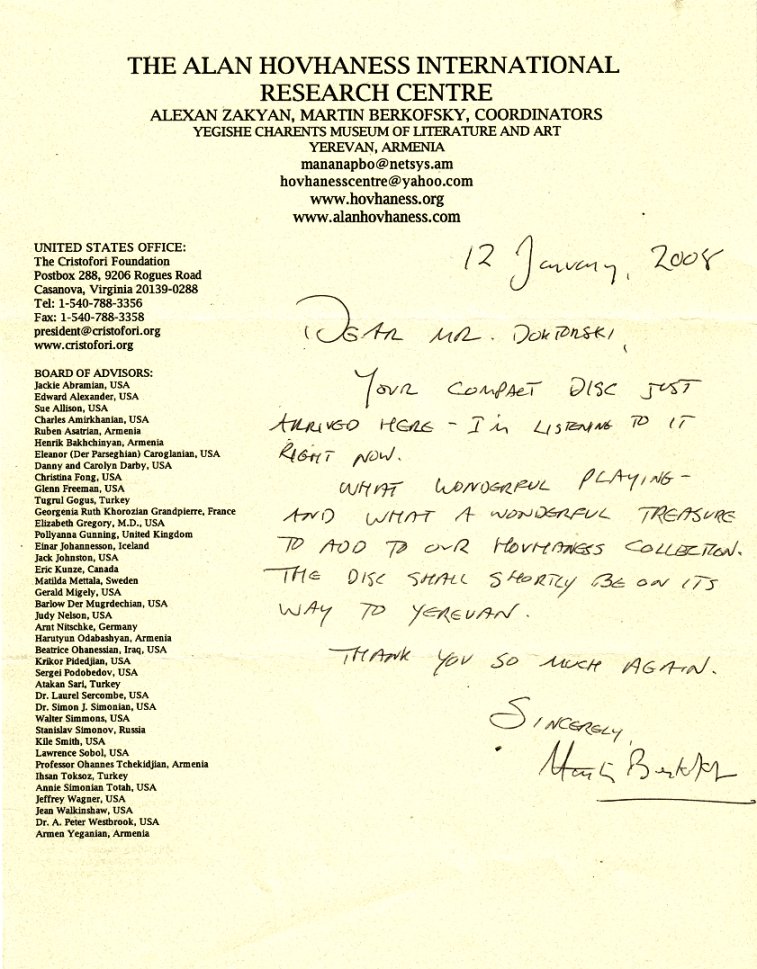 THE ALAN HOVHANESS INTERNATIONAL
RESEARCH CENTRE
ALEXAN ZAKYAN, MARTIN BERKOFSKY, COORDINATORS
YEGISHE CHARENTS MUSEUM OF LITERATURE AND ART
YEREVAN, ARMENIA
mananapbo@netsys.am
hovhanesscentre@yahoo.com
www.hovhaness.org
www.alanhovhaness.com
UNITED STATES OFFICE:
The Cristofori Foundation
Postbox 288, 9206 Rogues Road
Casanova, Virginia 20139-0288
Tel: 1-540-788-3356
Fax: 1-540-788-3358
president@cristofori.org
www.cristofori.org
BOARD OF ADVISORS:
Jackie Abramian, USA
Edward Alexander, USA
Sue Allison, USA
Charles Amirkhanian, USA
Ruben Asatrian, Armenia
Henrik Bakhchinyan, Armenia
Eleanor (Der Parseghian) Caroglanian, USA
Danny and Carolyn Darby, USA
Christina Fong, USA
Glenn Freeman, USA
Tugrul Gogus, Turkey
Georgenia Ruth Khorozian Grandpierre, France
Elizabeth Gregory, M.D., USA
Pollyanna Gunning, United Kingdom
Einar Johannesson, Iceland
Jack Johnston, USA
Eric Kunze, Canada
Matilda Mettala, Sweden
Gerald Migely, USA
Barlow Der Mugrdechian, USA
Judy Nelson, USA
Arnt Nitschke, Germany
Harutyun Odabashyan, Armenia
Beatrice Ohanessian, Iraq, USA
Krikor Pidedjian, USA
Sergei Podobedov, USA
Atakan Sari, Turkey
Dr. Laurel Sercombe, USA
Dr. Simon J. Simonian, USA
Walter Simmons, USA
Stanislav Simonov, Russia
Kile Smith, USA
Lawrence Sobol, USA
Professor Ohannes Tchekidjian, Armenia
Ihsan Toksoz, Turkey
Annie Simonian Totah, USA
Jeffrey Wagner, USA
Jean Walkinshaw, USA
Dr. A. Peter Westbrook, USA
Armen Yeganian, Armenia
12 January, 2008
DEAR MR. DOKTORSKI,
YOUR COMPACT DISC JUST
ARRIVED HERE - I'M LISTENING TO IT
RIGHT NOW.
WHAT WONDERFUL PLAYING -
AND WHAT A WONDERFUL TREASURE
TO ADD TO OUR HOVHANESS COLLECTION.
THE DISC SHALL SHORTLY BE ON ITS
WAY TO YEREVAN.
THANK YOU SO MUCH AGAIN.
SINCERELY,
Martin Berkofsky